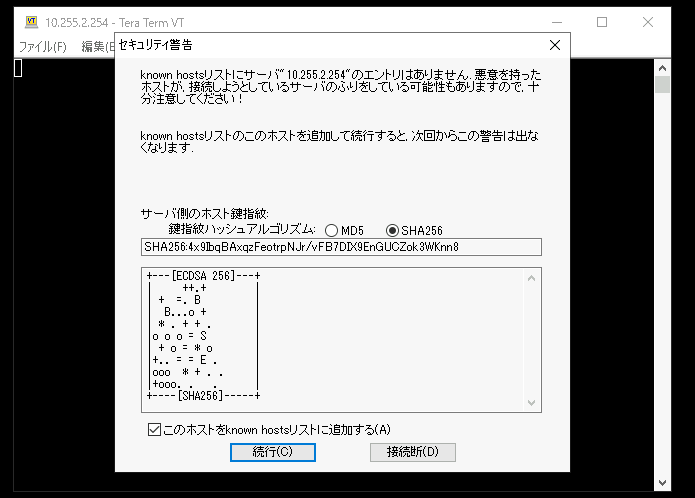 10.255.2.254 - Tera Term VT
ファイル(F) 編集(E
セキュリティ警告
known hostsリストにサーバ"10.255.2.254"のエントリはありません. 悪意を持った
ホストが, 接続しようとしているサーバのふりをしている可能性もありますので, 十
分注意してください!
known hostsリストのこのホストを追加して続行すると, 次回からこの警告は出な
くなります.
サーバ側のホスト鍵指紋:
鍵指紋ハッシュアルゴリズム: MD5 SHA256
SHA256:4x9IbqBAxqzFeotrpNJr/vFB7DIX9EnGUCZok3WKnn8
+---[ECDSA 256]---+
|     ++.+        |
| +  =. B         |
|  B...o +        |
| * . + + .       |
|o o o = S        |
| + o = * o       |
|+.. = = E .      |
|ooo  * + . .     |
|+ooo. .   .      |
+----[SHA256]-----+
このホストをknown hostsリストに追加する(A)
続行(C) 接続断(D)